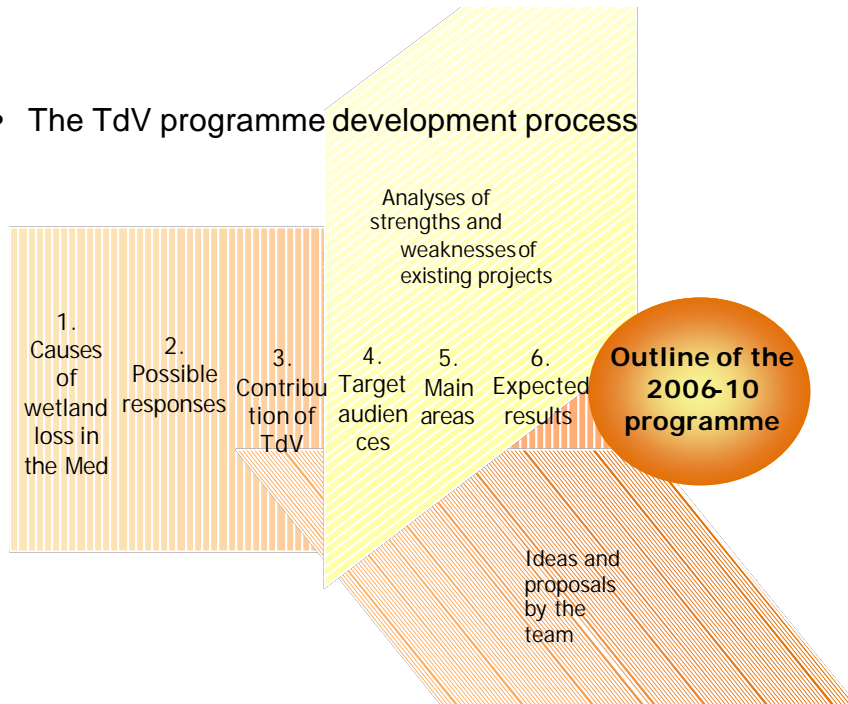 • The TdV programme development process
Analyses of
strengths and
weaknesses of
existing projects
1.
Causes
of
wetland
loss in
the Med
2.
Possible
responses
3.
Contribu
tion of
TdV
4.
Target
audien
ces
5.
Main
areas
6.
Expected
results
Outline of the
2006-10
programme
Ideas and
proposals
by the
team